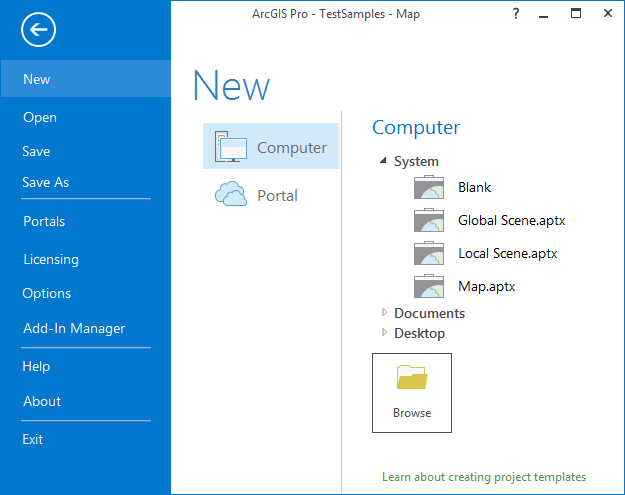 ArcGIS Pro - TestSamples - Map
?
New
Open
Save
Save As
Portals
Licensing
Options
Add-In Manager
Help
About
Exit
New
Computer
Portal
Computer
System
Blank
Global Scene.aptx
Local Scene.aptx
Map.aptx
Documents
Desktop
Browse
Learn about creating project templates